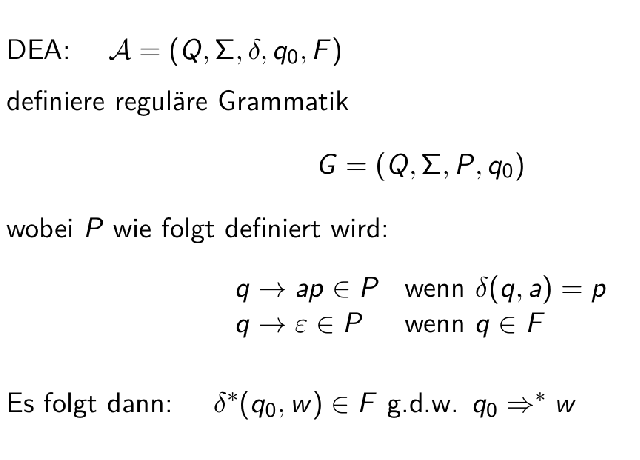 DEA: 𝒜 = (Q, Σ, δ, q₀, F)
definiere reguläre Grammatik
G = (Q, Σ, P, q₀)
wobei P wie folgt definiert wird:
q → ap ∈ P wenn δ(q, a) = p
q → ε ∈ P wenn q ∈ F
Es folgt dann: δ*(q₀, w) ∈ F g.d.w. q₀ ⇒* w